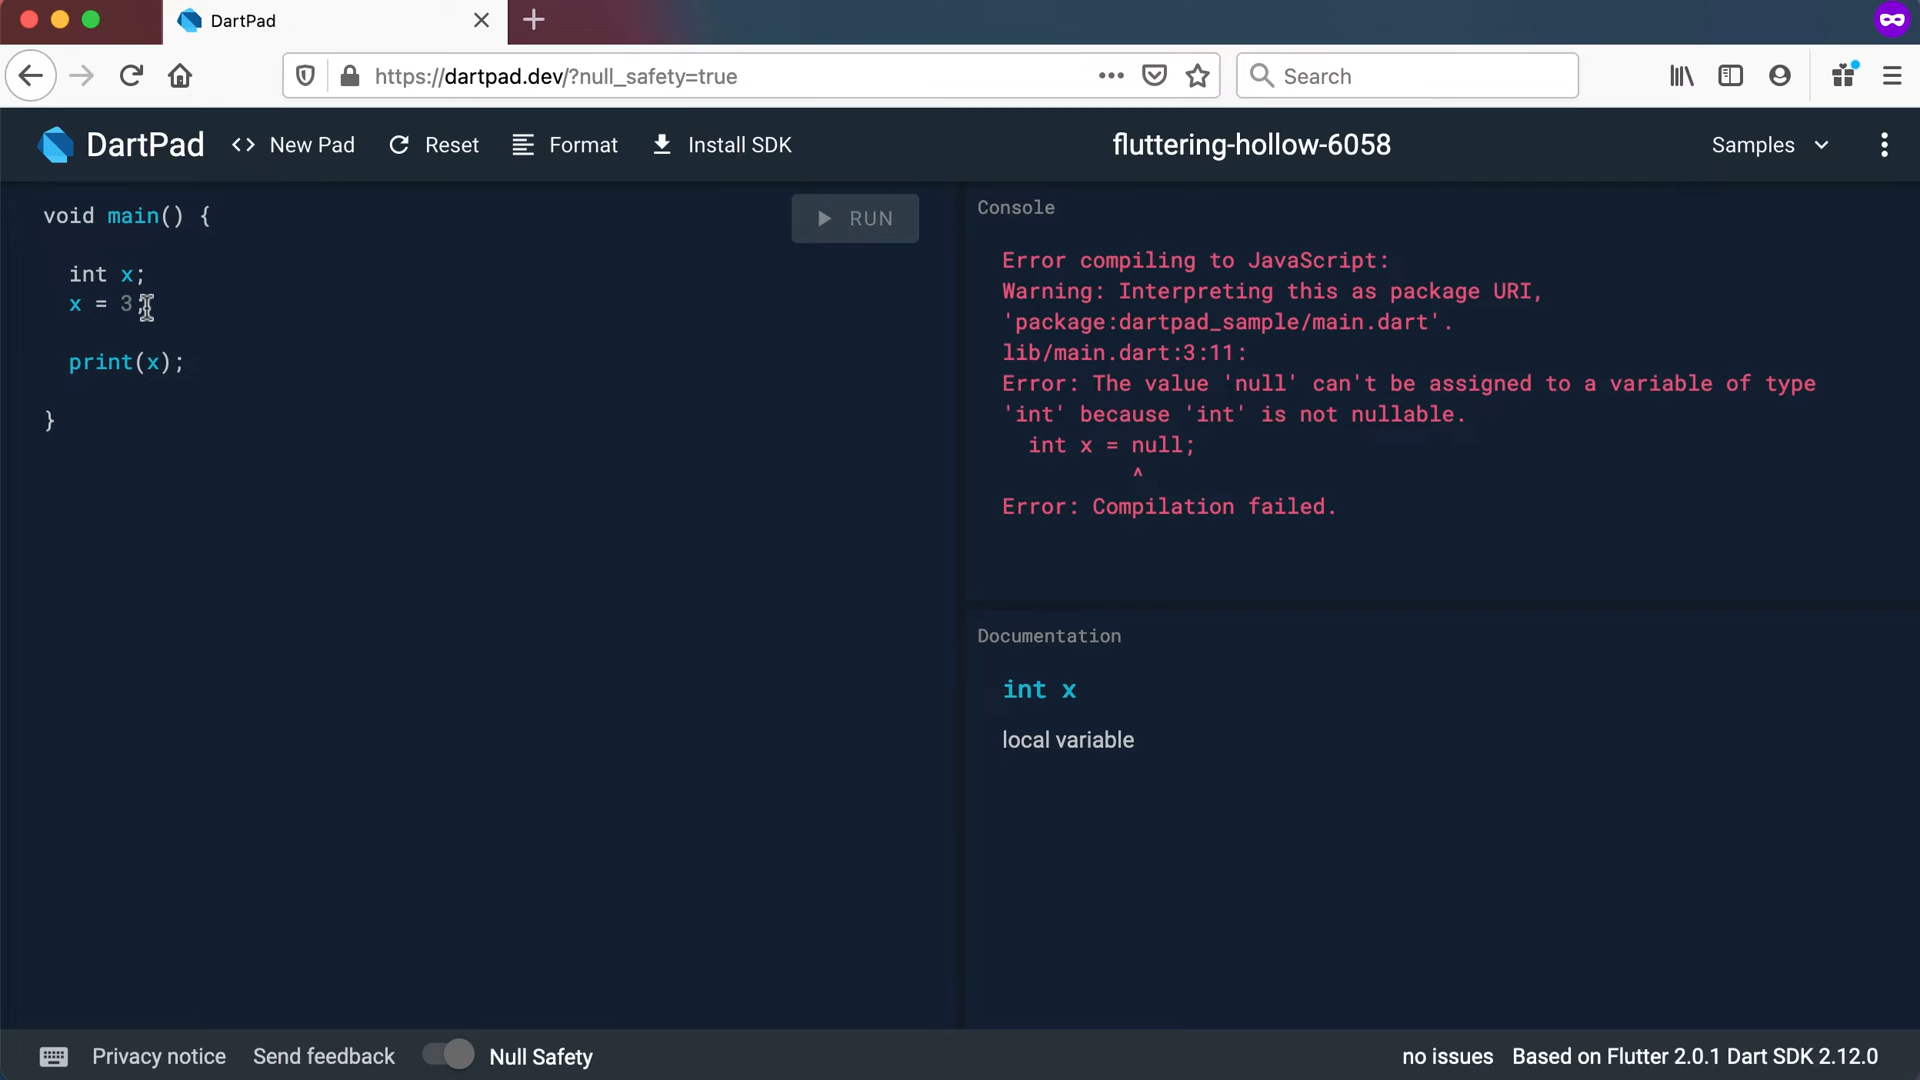 DartPad
https://dartpad.dev/?null_safety=true
Search
DartPad
New Pad
Reset
Format
Install SDK
fluttering-hollow-6058
Samples
void main() {
int x;
x = 3;
print(x);
}
RUN
Console
Error compiling to JavaScript:
Warning: Interpreting this as package URI,
'package:dartpad_sample/main.dart'.
lib/main.dart:3:11:
Error: The value 'null' can't be assigned to a variable of type
'int' because 'int' is not nullable.
int x = null;
^
Error: Compilation failed.
Documentation
int x
local variable
Privacy notice
Send feedback
Null Safety
no issues
Based on Flutter 2.0.1 Dart SDK 2.12.0